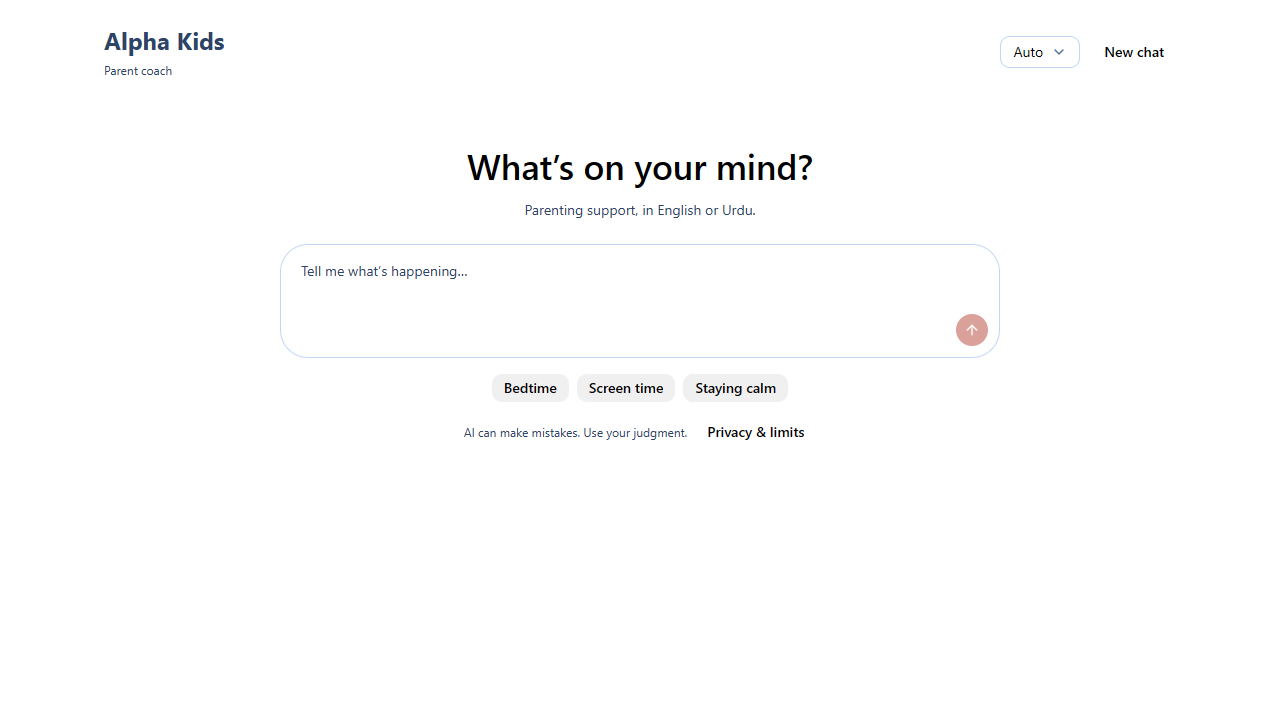 Alpha Kids
Parent coach
Auto
New chat
What’s on your mind?
Parenting support, in English or Urdu.
Tell me what’s happening…
Bedtime
Screen time
Staying calm
AI can make mistakes. Use your judgment.
Privacy & limits